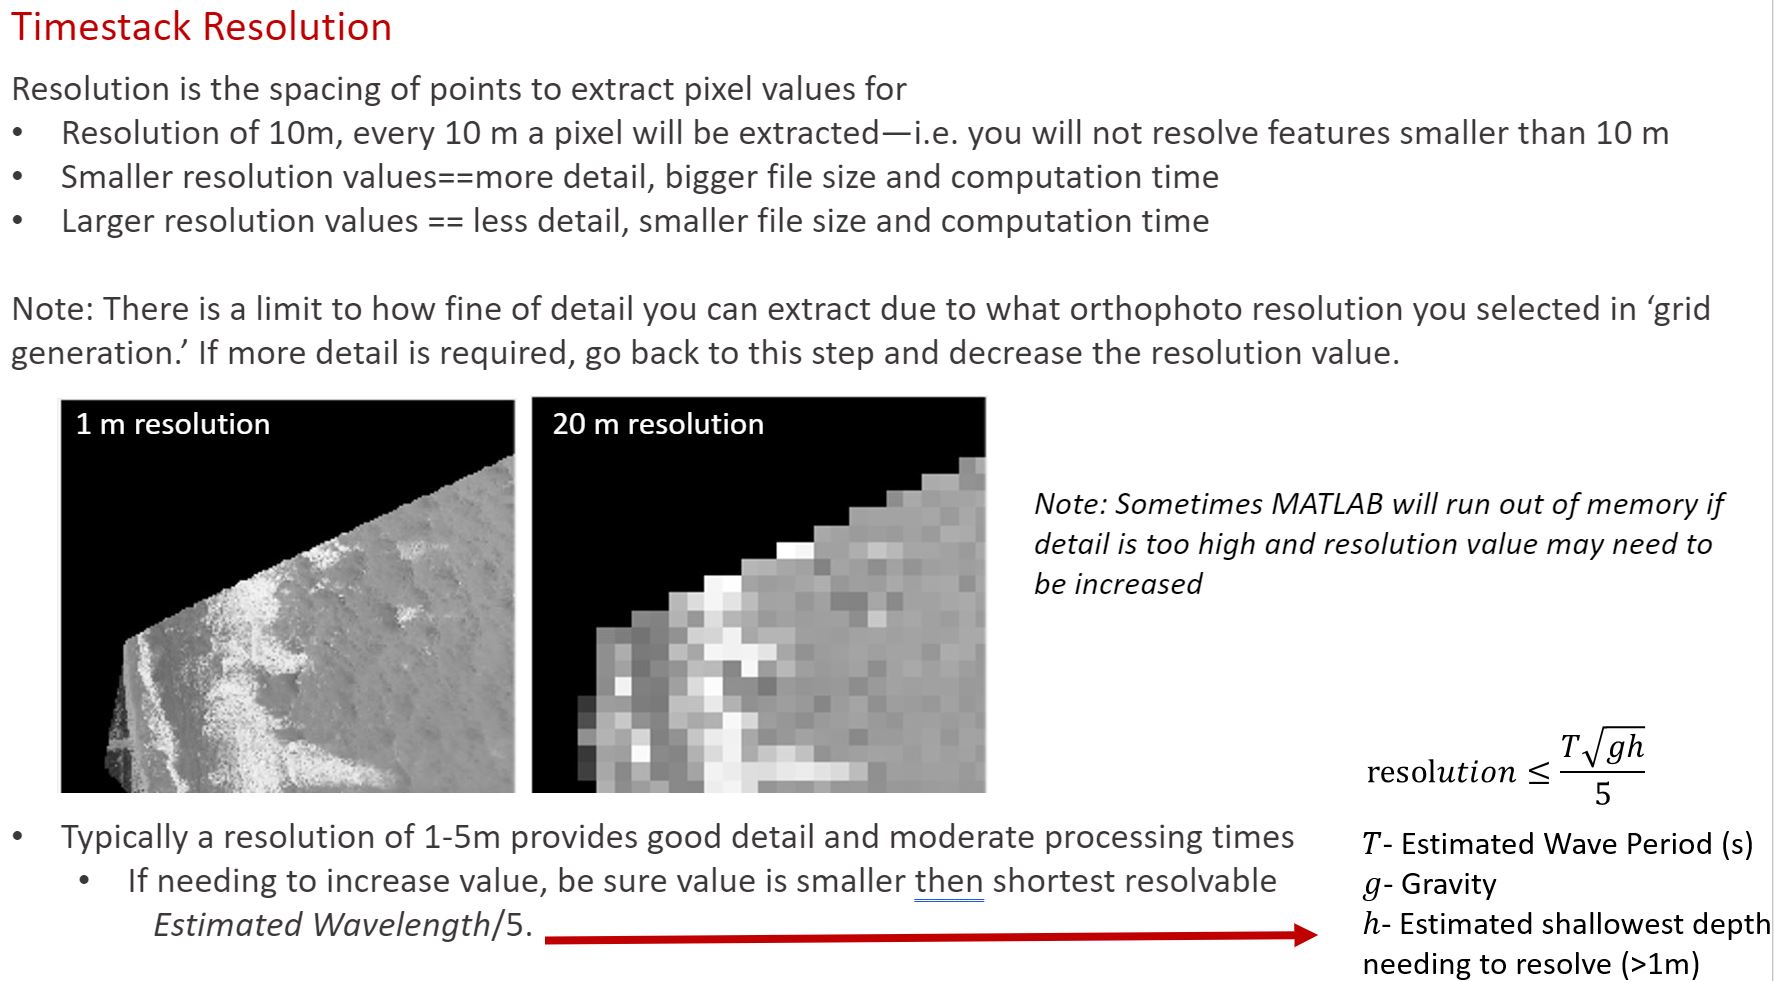 Timestack Resolution
Resolution is the spacing of points to extract pixel values for
• Resolution of 10m, every 10 m a pixel will be extracted—i.e. you will not resolve features smaller than 10 m
• Smaller resolution values==more detail, bigger file size and computation time
• Larger resolution values == less detail, smaller file size and computation time
Note: There is a limit to how fine of detail you can extract due to what orthophoto resolution you selected in ‘grid
generation.’ If more detail is required, go back to this step and decrease the resolution value.
1 m resolution
20 m resolution
Note: Sometimes MATLAB will run out of memory if
detail is too high and resolution value may need to
be increased
• Typically a resolution of 1-5m provides good detail and moderate processing times
• If needing to increase value, be sure value is smaller then shortest resolvable
Estimated Wavelength/5.
resolution ≤ T√gh / 5
T- Estimated Wave Period (s)
g- Gravity
h- Estimated shallowest depth
needing to resolve (>1m)